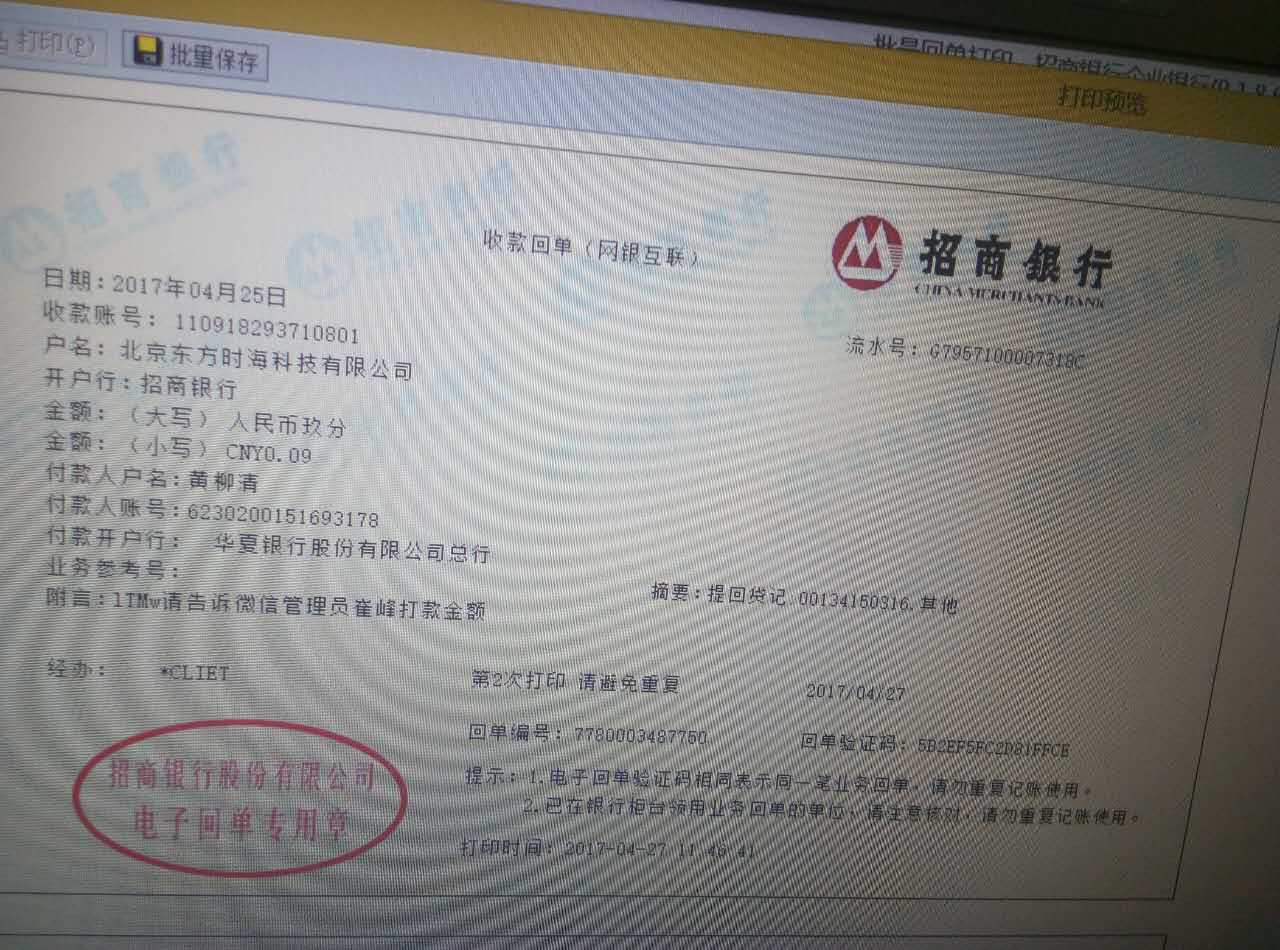 打印(P) 批量保存
批量回单打印 - 招商银行企业银行
打印预览
收款回单（网银互联）
招商銀行
CHINA MERCHANTS BANK
日期：2017年04月25日
收款账号：110918293710801
流水号：G7957100007318C
户名：北京东方时海科技有限公司
开户行：招商银行
金额：（大写）人民币玖分
金额：（小写）CNY0.09
付款人户名：黄柳清
付款人账号：6230200151693178
付款开户行： 华夏银行股份有限公司总行
业务参考号：
摘要：提回贷记.00134150316.其他
附言：1TMw请告诉微信管理员崔峰打款金额
经办： *CLIET
第2次打印 请避免重复 2017/04/27
回单编号：7780003487750 回单验证码：5B2EF5FC2D81FFCE
提示：1.电子回单验证码相同表示同一笔业务回单，请勿重复记账使用。
2.已在银行柜台领用业务回单的单位，请注意核对，请勿重复记账使用。
打印时间：2017-04-27 11 46 41
招商银行股份有限公司
电子回单专用章